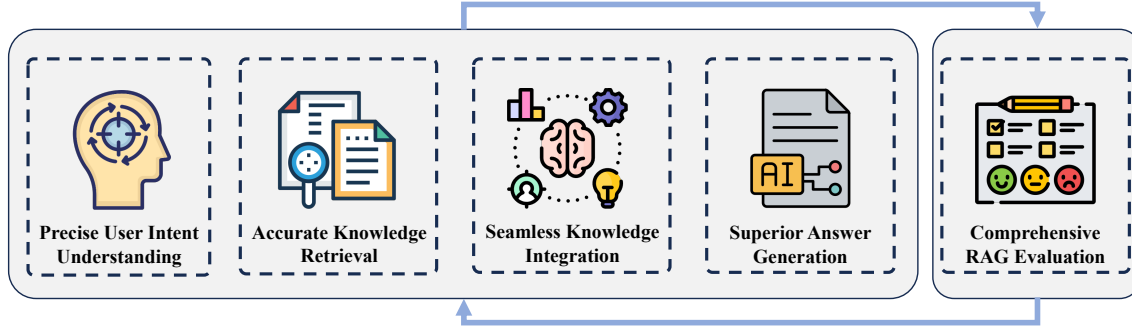 Precise User Intent
Understanding
Accurate Knowledge
Retrieval
Seamless Knowledge
Integration
AI
Superior Answer
Generation
Comprehensive
RAG Evaluation